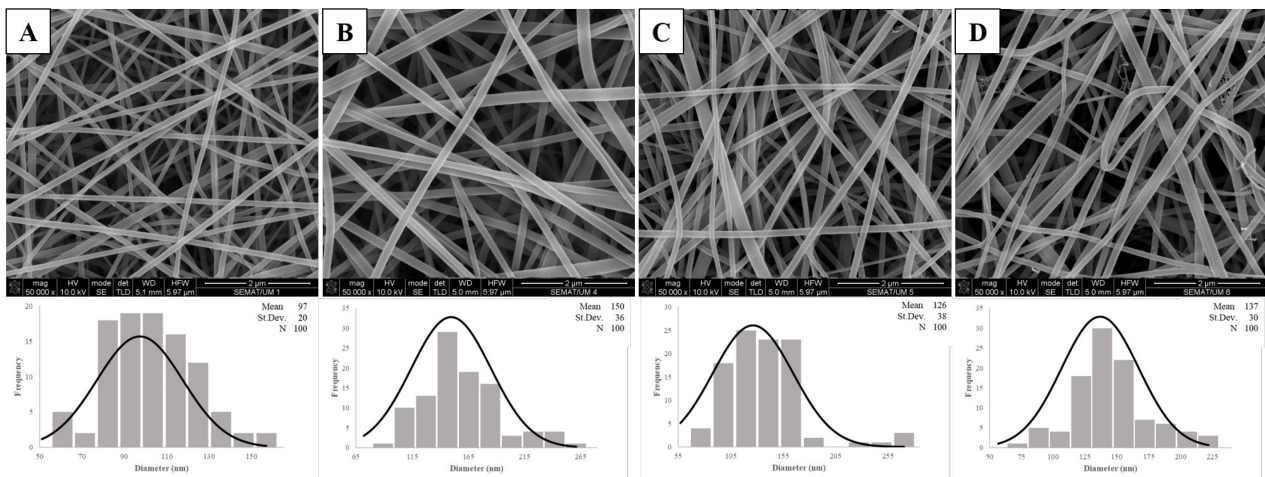 A
B
C
D
mag HV mode det WD HFW 2 µm
50 000 x 10.0 kV SE TLD 5.1 mm 5.97 µm SEMAT/UM 1
mag HV mode det WD HFW 2 µm
50 000 x 10.0 kV SE TLD 5.0 mm 5.97 µm SEMAT/UM 4
mag HV mode det WD HFW 2 µm
50 000 x 10.0 kV SE TLD 5.0 mm 5.97 µm SEMAT/UM 5
mag HV mode det WD HFW 2 µm
50 000 x 10.0 kV SE TLD 5.0 mm 5.97 µm SEMAT/UM 6
Mean 97
St.Dev. 20
N 100
20
15
10
5
0
Frequency
50 70 90 110 130 150
Diameter (nm)
Mean 150
St.Dev. 36
N 100
35
30
25
20
15
10
5
0
Frequency
65 115 165 215 265
Diameter (nm)
Mean 126
St.Dev. 38
N 100
30
25
20
15
10
5
0
Frequency
55 105 155 205 255
Diameter (nm)
Mean 137
St.Dev. 30
N 100
35
30
25
20
15
10
5
0
Frequency
50 75 100 125 150 175 200 225
Diameter (nm)